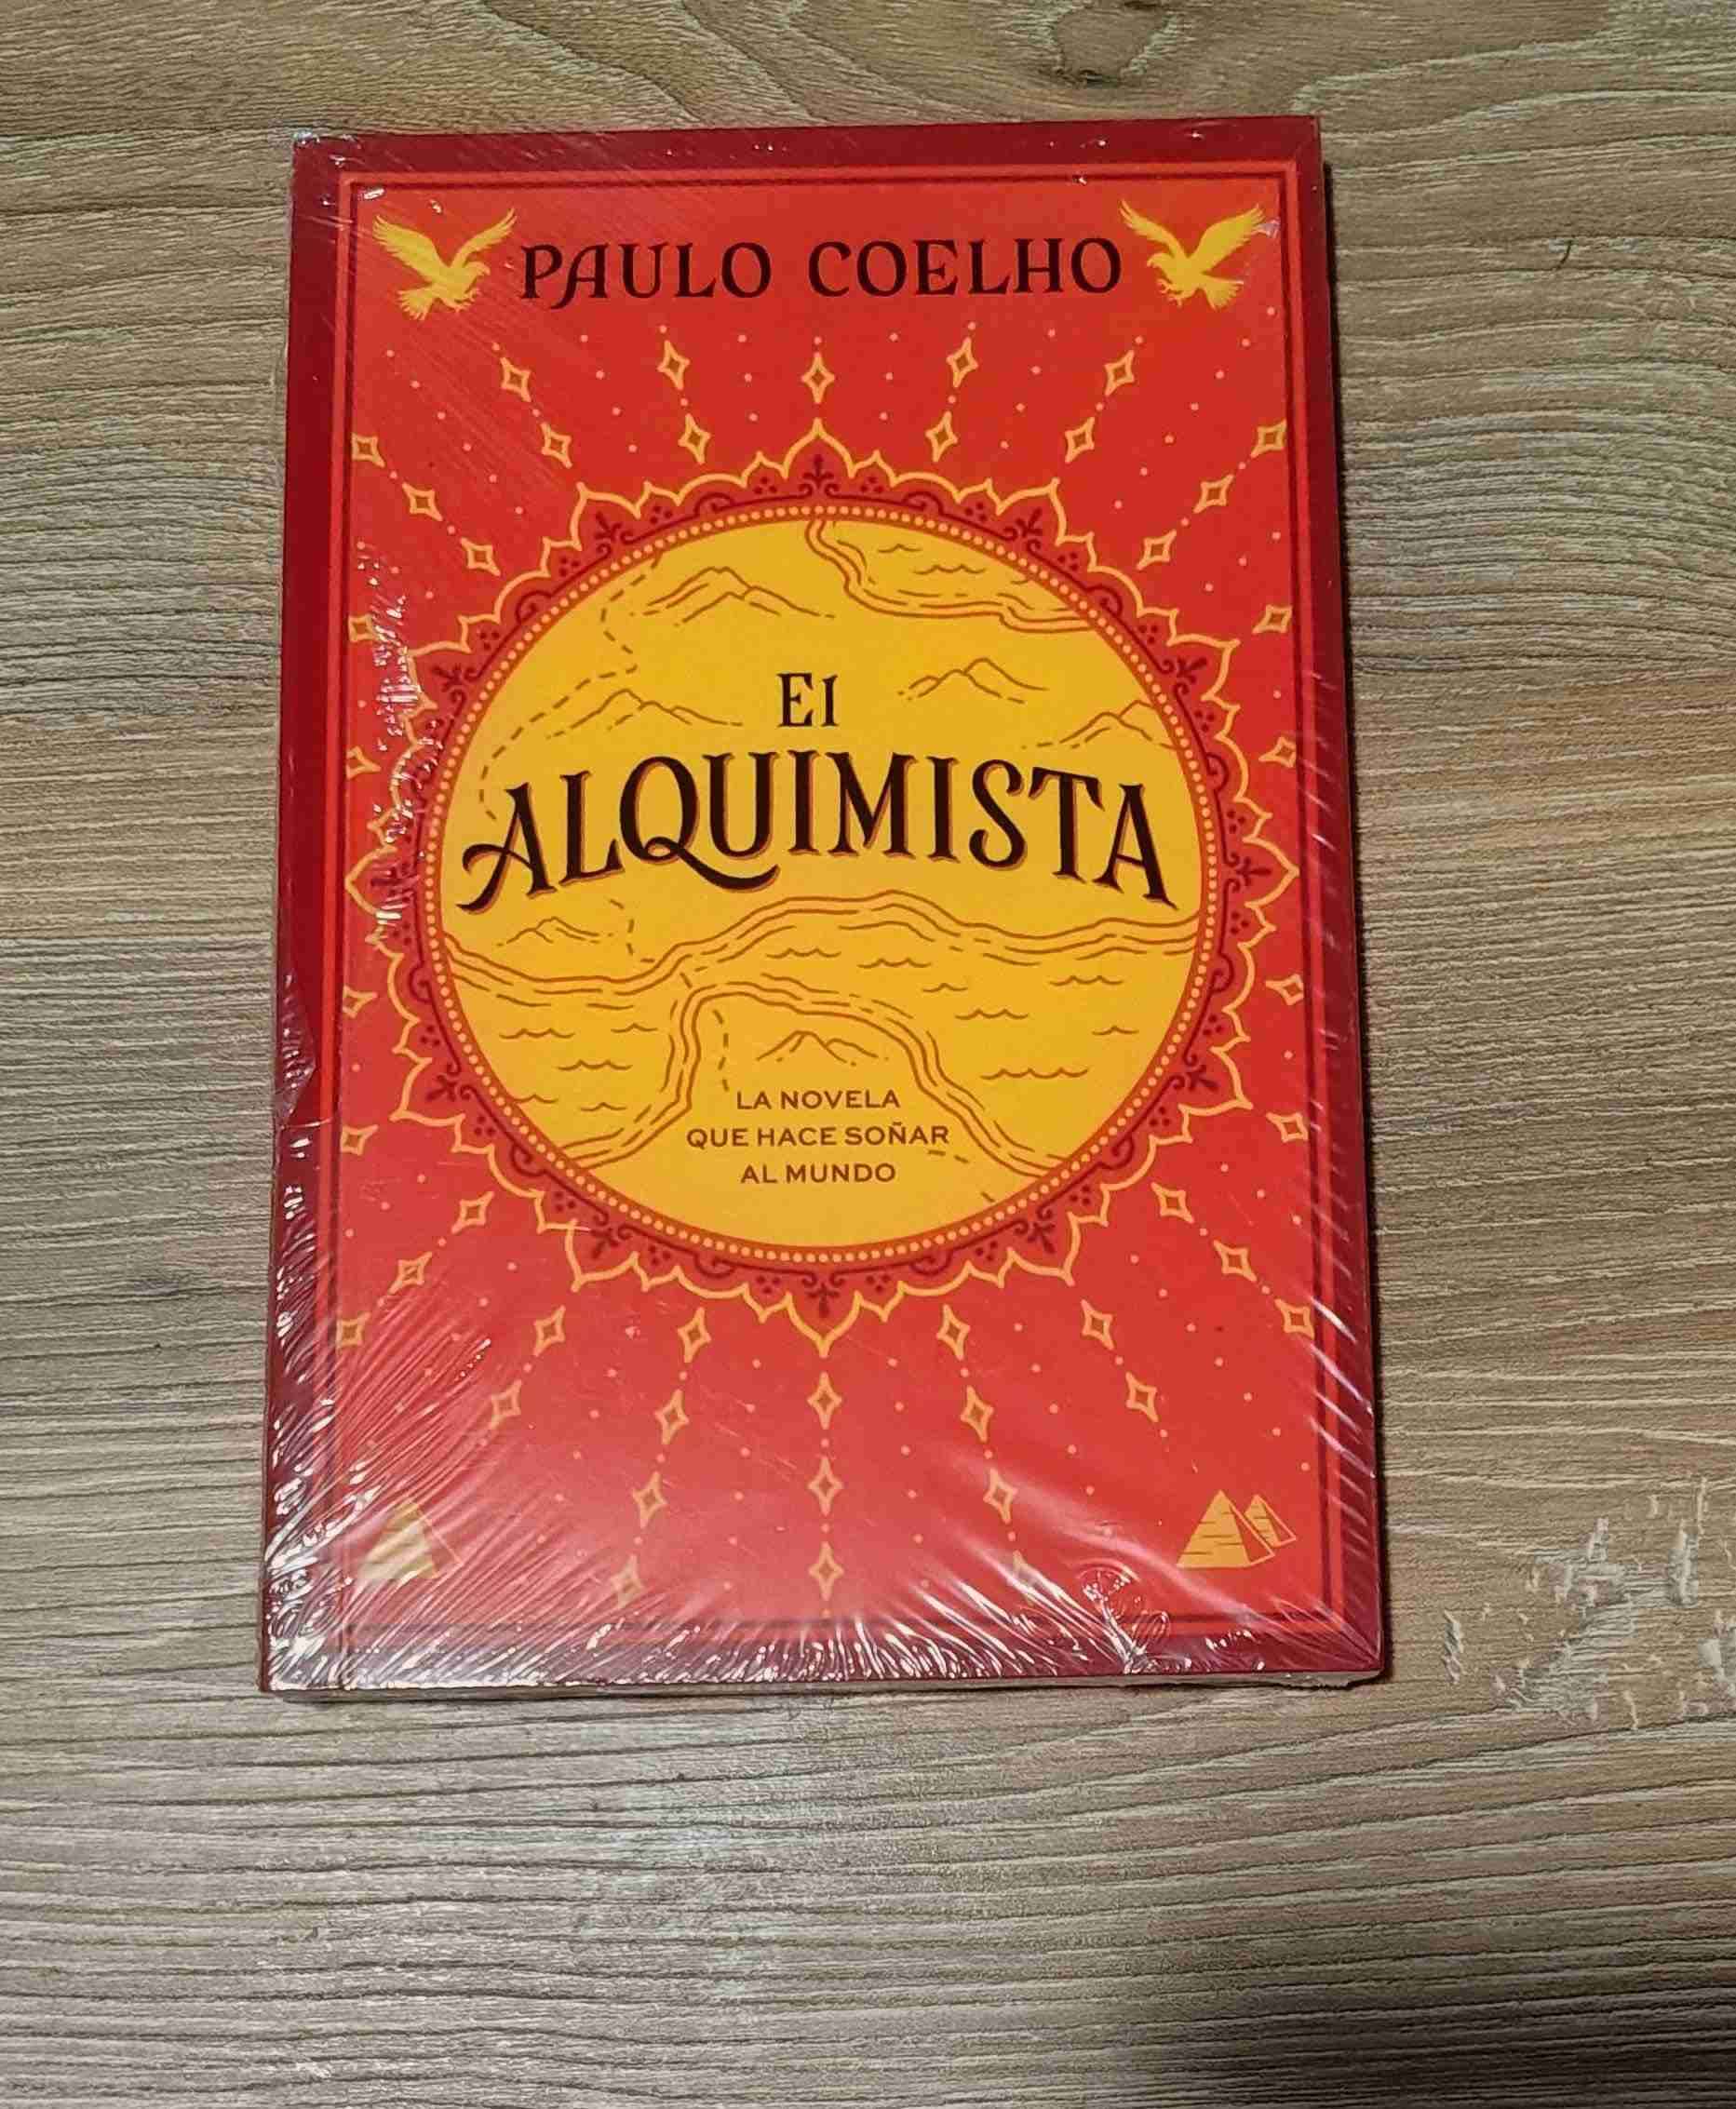 PAULO COELHO
El
ALQUIMISTA
LA NOVELA
QUE HACE SOÑAR
AL MUNDO